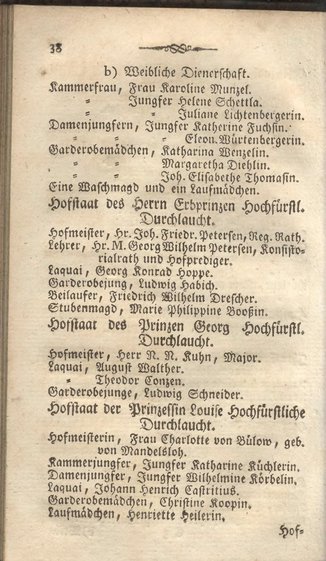 38
b) Weibliche Dienerschaft.
Kammerfrau, Frau Karoline Munzel.
„ Jungfer Helene Schettla.
„ „ Juliane Lichtenbergerin.
Damenjungfern, Jungfer Katherine Fuchsin.
„ „ Eleon. Würtenbergerin.
Garderobemädchen, Katharina Wenzelin.
„ „ Margaretha Diehlin.
„ „ Joh. Elisabethe Thomasin.
Eine Waschmagd und ein Laufmädchen.
Hofstaat des Herrn Erbprinzen Hochfürstl.
Durchlaucht.
Hofmeister, Hr. Joh. Friedr. Petersen, Reg. Rath.
Lehrer, Hr. M. Georg Wilhelm Petersen, Konsisto-
rialrath und Hofprediger.
Laquai, Georg Konrad Hoppe.
Garderobejung, Ludwig Habich.
Beilaufer, Friedrich Wilhelm Drescher.
Stubenmagd, Marie Philippine Booßin.
Hofstaat des Prinzen Georg Hochfürstl.
Durchlaucht.
Hofmeister, Herr N. N. Kuhn, Major.
Laquai, August Walther.
„ Theodor Conzen.
Garderobejunge, Ludwig Schneider.
Hofstaat der Prinzessin Louise Hochfürstliche
Durchlaucht.
Hofmeisterin, Frau Charlotte von Bülow, geb.
von Mandelsloh.
Kammerjungfer, Jungfer Katharine Küchlerin.
Damenjungfer, Jungfer Wilhelmine Körbelin.
Laquai, Johann Henrich Castritius.
Garderobemädchen, Christine Koopin.
Laufmädchen, Henriette Heilerin.
Hof-